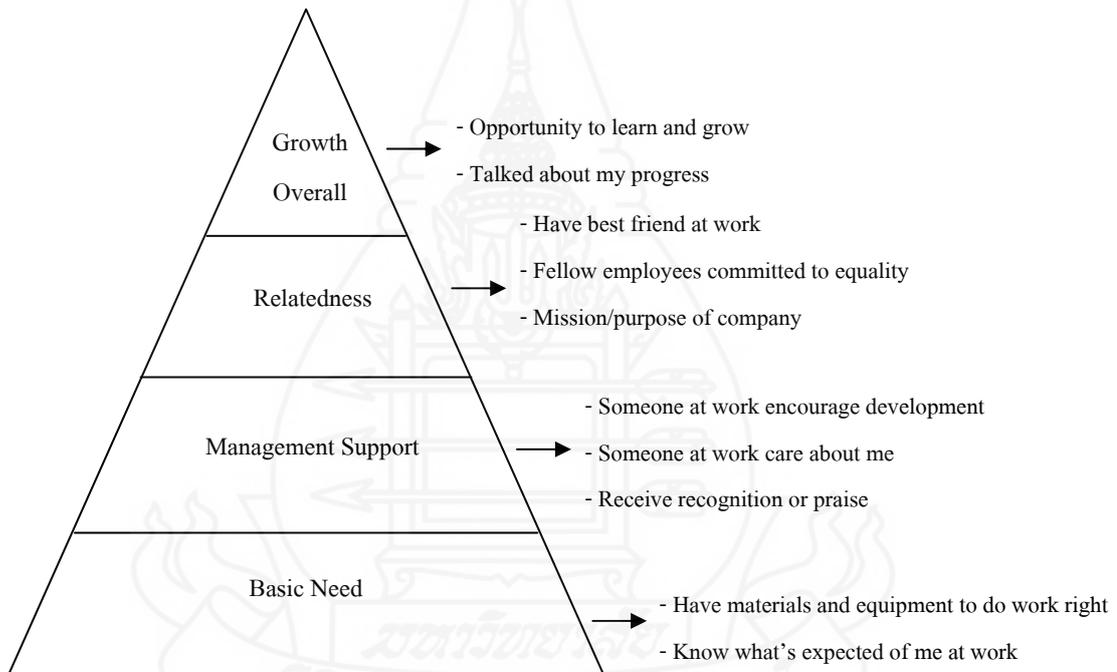 Growth
Overall
- Opportunity to learn and grow
- Talked about my progress
Relatedness
- Have best friend at work
- Fellow employees committed to equality
- Mission/purpose of company
Management Support
- Someone at work encourage development
- Someone at work care about me
- Receive recognition or praise
Basic Need
- Have materials and equipment to do work right
- Know what's expected of me at work